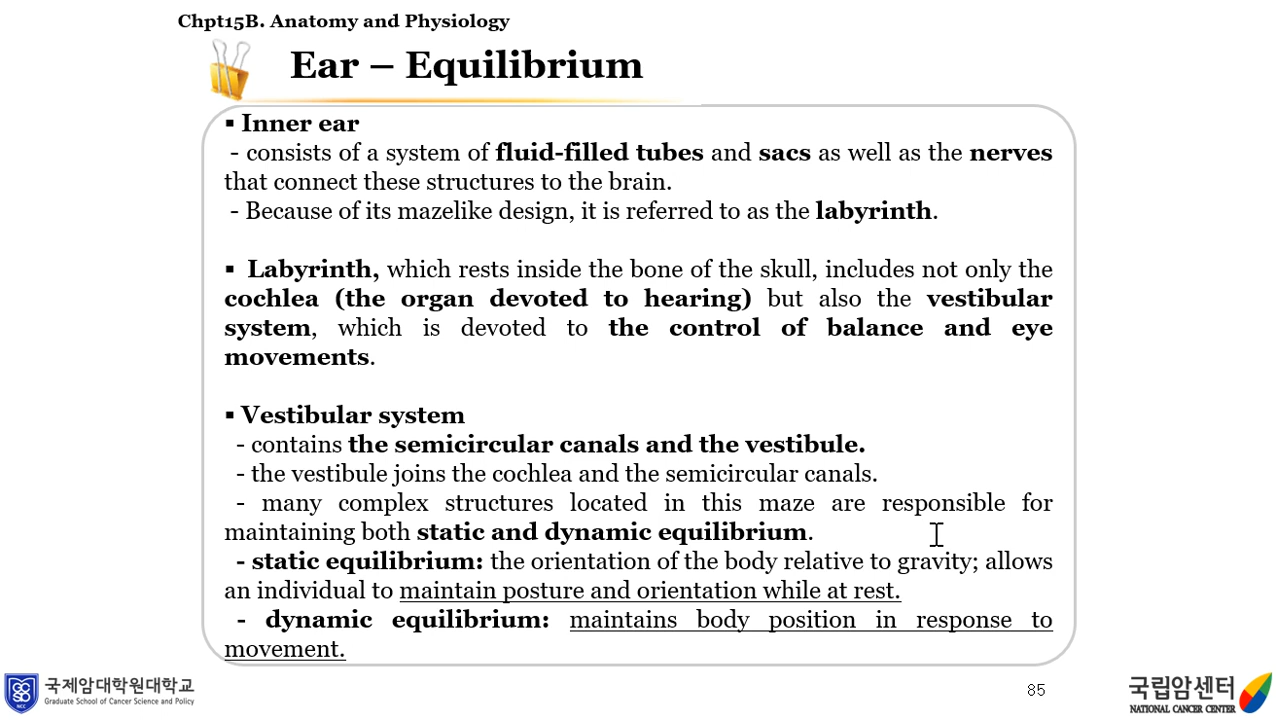 Chpt15B. Anatomy and Physiology
Ear – Equilibrium
▪ Inner ear
- consists of a system of fluid-filled tubes and sacs as well as the nerves
that connect these structures to the brain.
- Because of its mazelike design, it is referred to as the labyrinth.
▪ Labyrinth, which rests inside the bone of the skull, includes not only the
cochlea (the organ devoted to hearing) but also the vestibular
system, which is devoted to the control of balance and eye
movements.
▪ Vestibular system
- contains the semicircular canals and the vestibule.
- the vestibule joins the cochlea and the semicircular canals.
- many complex structures located in this maze are responsible for
maintaining both static and dynamic equilibrium.
- static equilibrium: the orientation of the body relative to gravity; allows
an individual to maintain posture and orientation while at rest.
- dynamic equilibrium: maintains body position in response to
movement.
NCC
국제암대학원대학교
Graduate School of Cancer Science and Policy
85
국립암센터
NATIONAL CANCER CENTER